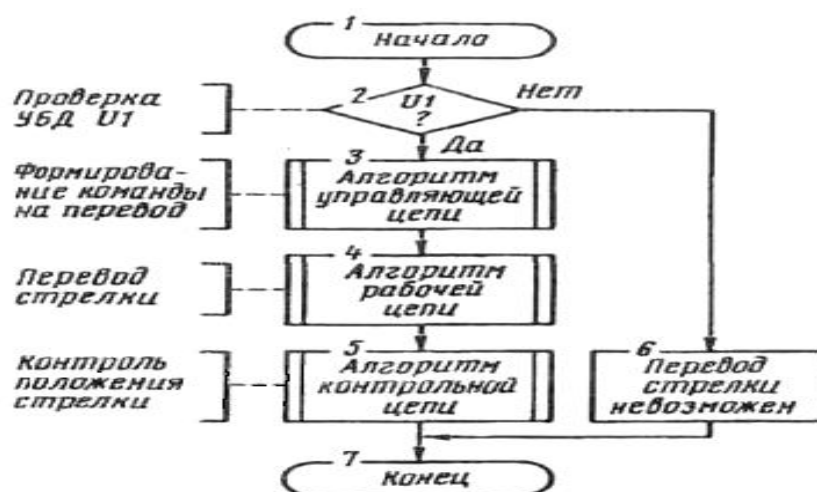 1
Начало
Проверка
УБД U1
2
U1
?
Нет
Да
Формирова-
ние команды
на перевод
3
Алгоритм
управляющей
цепи
Перевод
стрелки
4
Алгоритм
рабочей
цепи
Контроль
положения
стрелки
5
Алгоритм
контрольной
цепи
6
Перевод
стрелки
невозможен
7
Конец